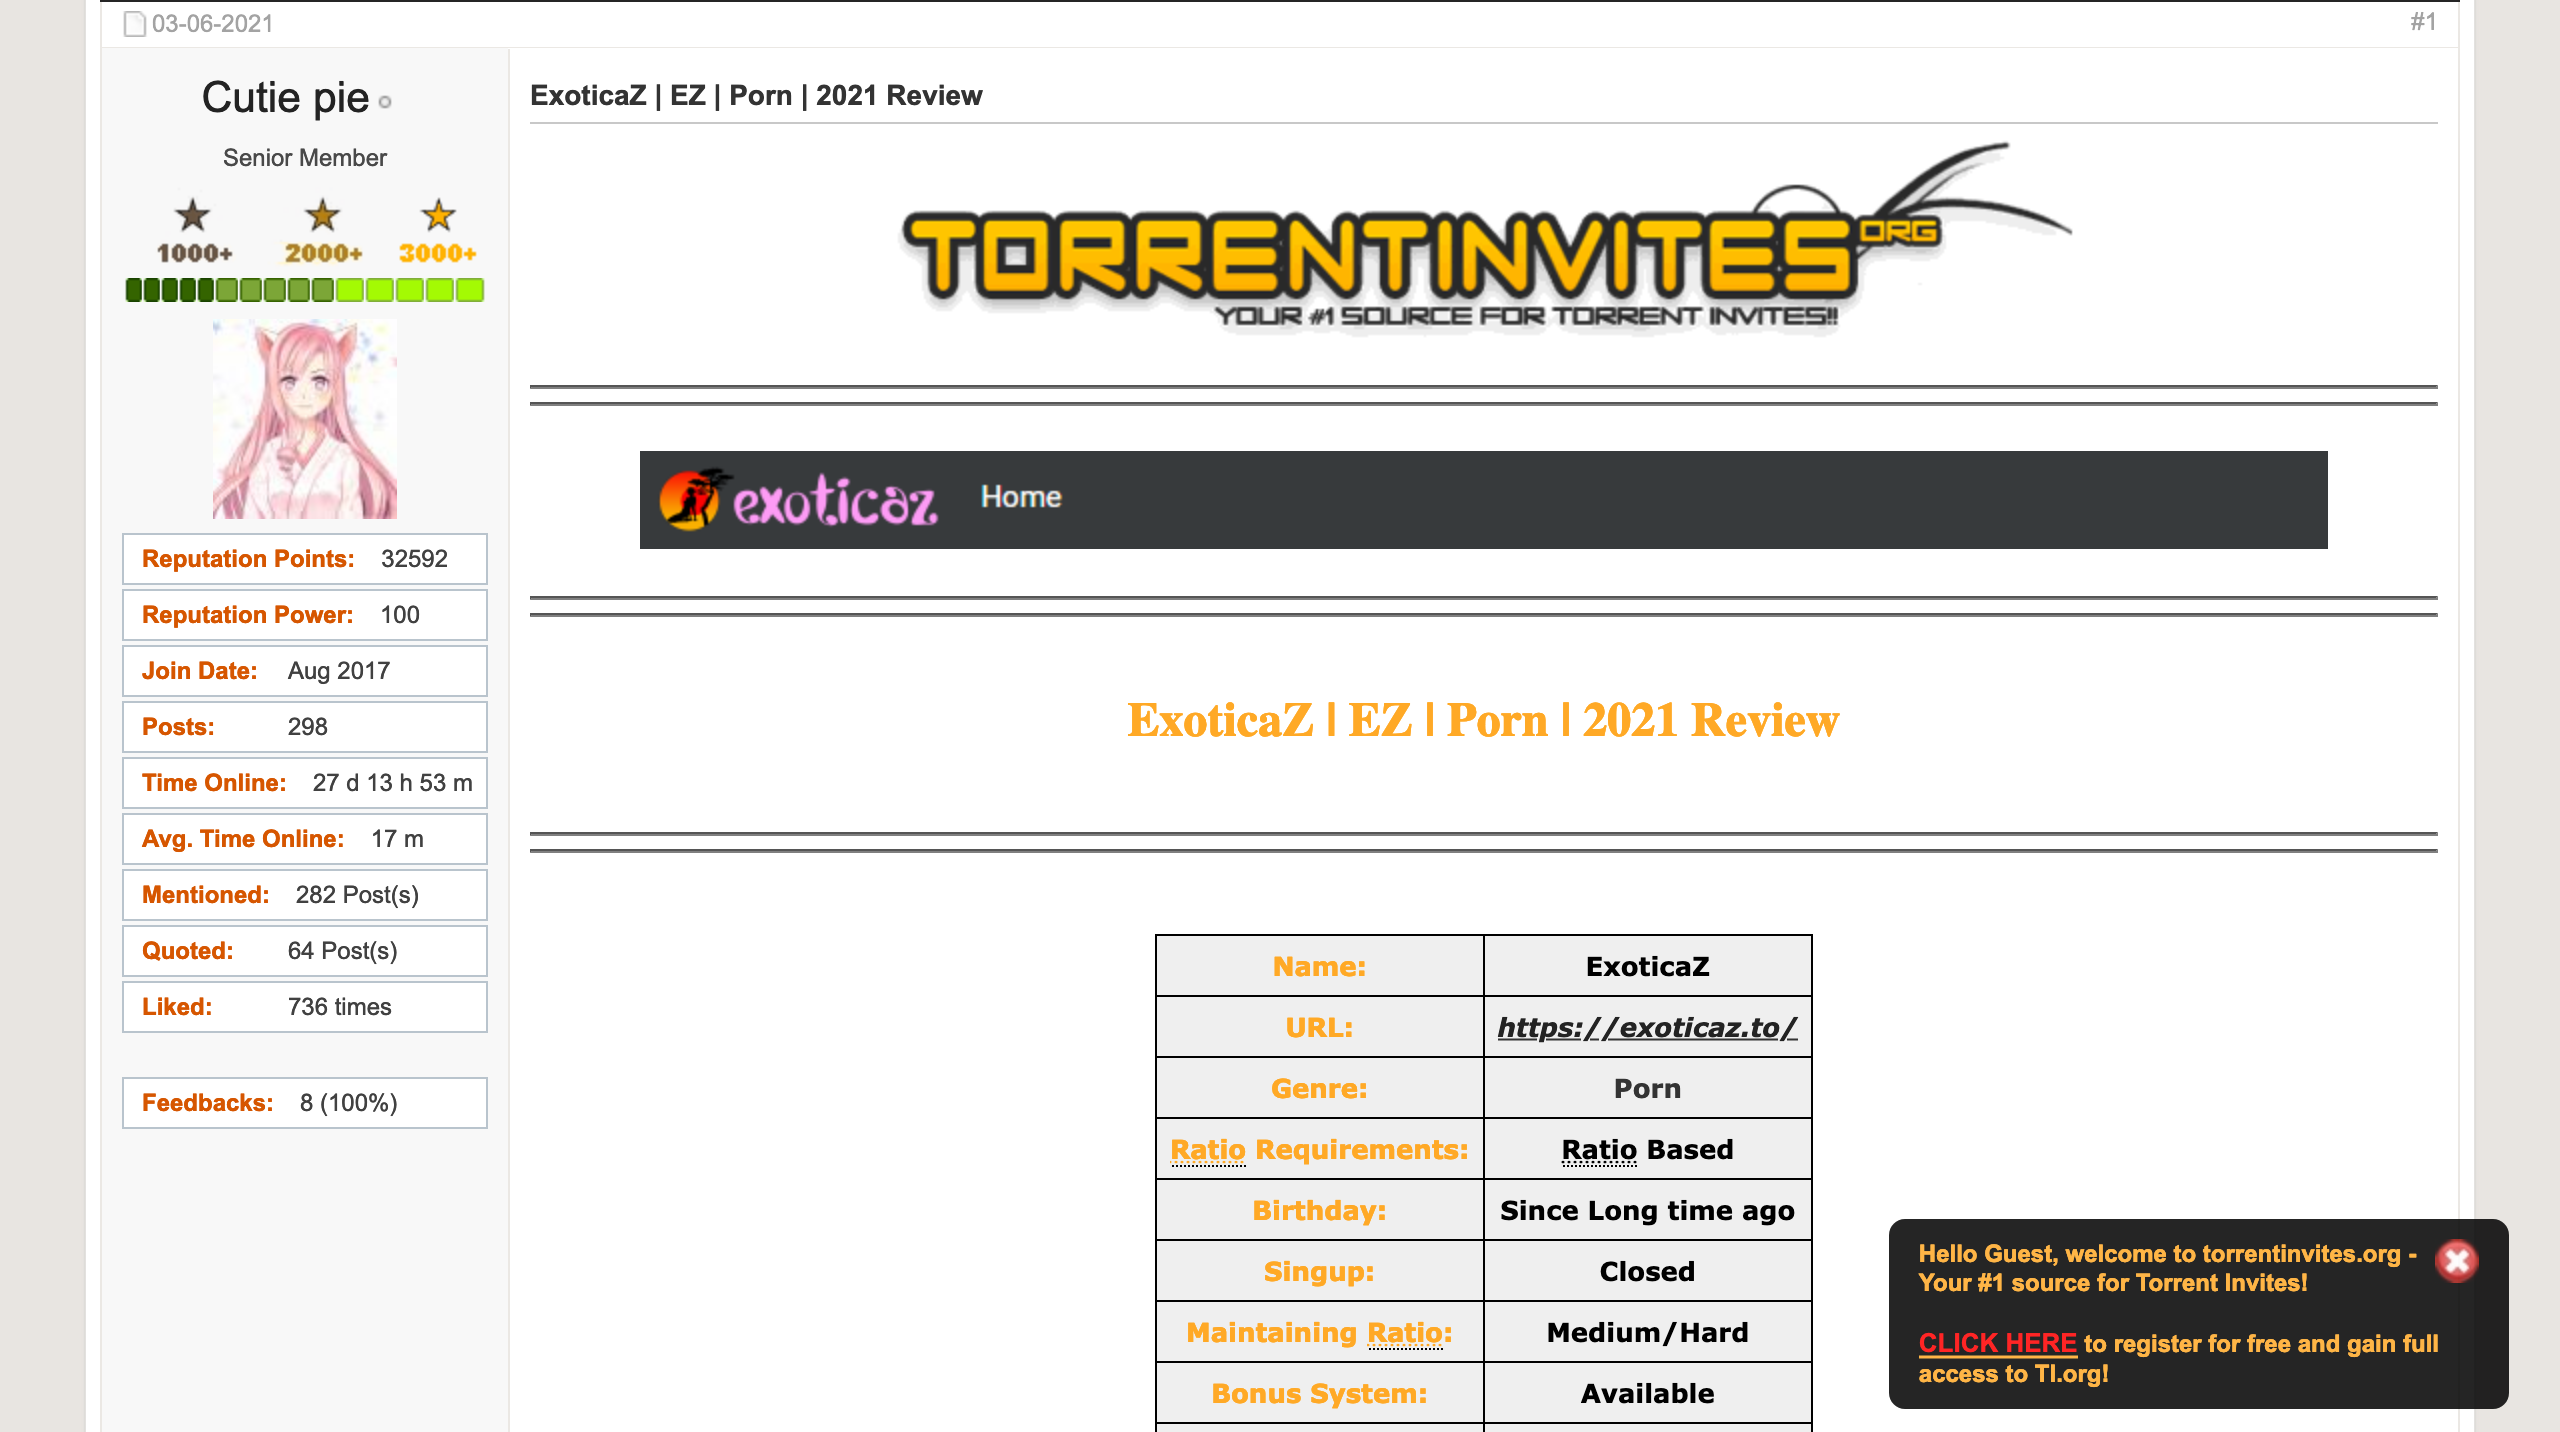 03-06-2021
#1
Cutie pie
Senior Member
1000+ 2000+ 3000+
Reputation Points: 32592
Reputation Power: 100
Join Date: Aug 2017
Posts: 298
Time Online: 27 d 13 h 53 m
Avg. Time Online: 17 m
Mentioned: 282 Post(s)
Quoted: 64 Post(s)
Liked: 736 times
Feedbacks: 8 (100%)
ExoticaZ | EZ | Porn | 2021 Review
TORRENTINVITES ORG
YOUR #1 SOURCE FOR TORRENT INVITES!!
exoticaz Home
ExoticaZ | EZ | Porn | 2021 Review
Name: ExoticaZ
URL: https://exoticaz.to/
Genre: Porn
Ratio Requirements: Ratio Based
Birthday: Since Long time ago
Singup: Closed
Maintaining Ratio: Medium/Hard
Bonus System: Available
Hello Guest, welcome to torrentinvites.org -
Your #1 source for Torrent Invites!
CLICK HERE to register for free and gain full
access to TI.org!